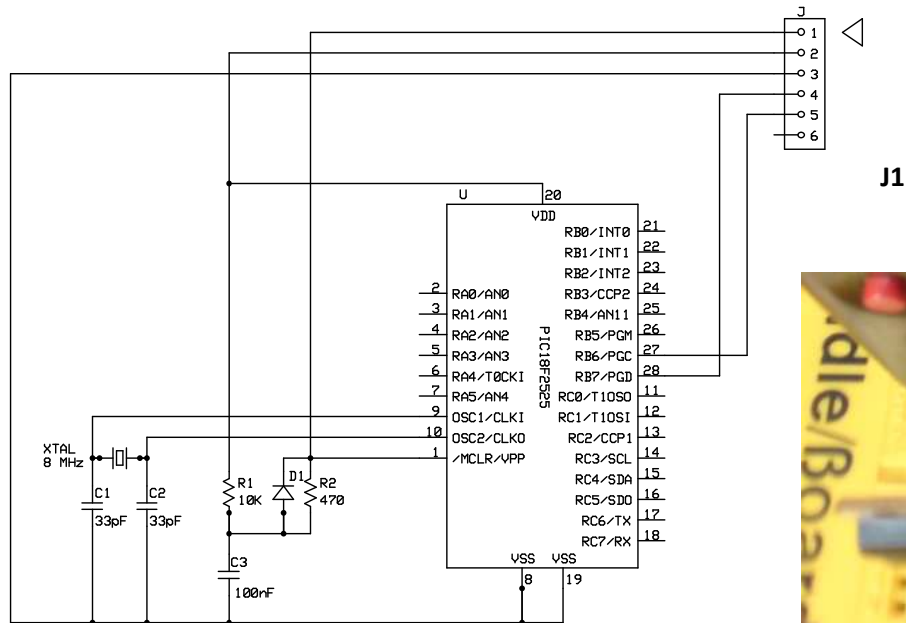 J
1
2
3
4
5
6
J1
U
20
VDD
RB0/INT0 21
RB1/INT1 22
RB2/INT2 23
2 RA0/AN0
RB3/CCP2 24
3 RA1/AN1
RB4/AN11 25
4 RA2/AN2
RB5/PGM 26
5 RA3/AN3
RB6/PGC 27
6 RA4/T0CKI
RB7/PGD 28
7 RA5/AN4
RC0/T1OSO 11
9 OSC1/CLKI
RC1/T1OSI 12
10 OSC2/CLKO
RC2/CCP1 13
1 /MCLR/VPP
RC3/SCL 14
RC4/SDA 15
RC5/SDO 16
RC6/TX 17
RC7/RX 18
PIC18F2525
XTAL
8 MHz
C1
33pF
C2
33pF
R1
10K
D1
R2
470
C3
100nF
VSS VSS
8 19
dle/Boar